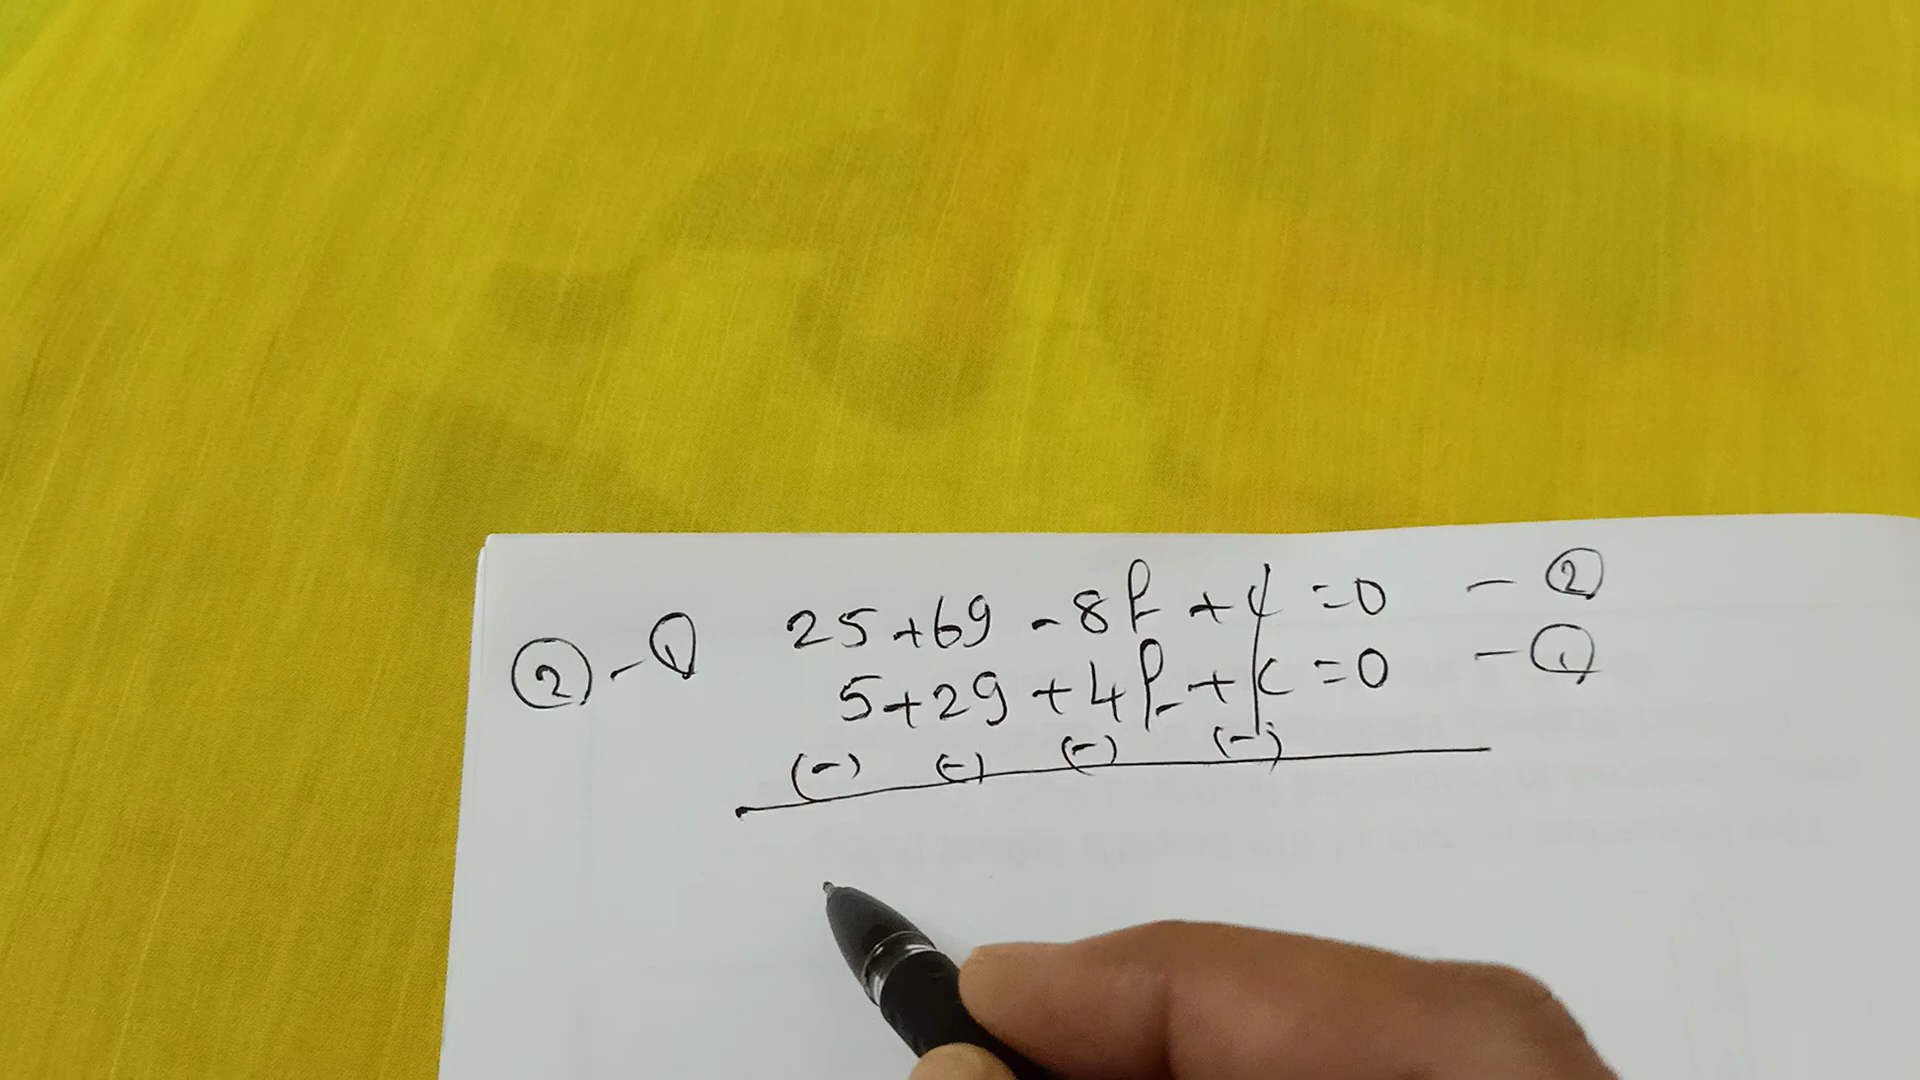 ② - ① 25 + 6g - 8f + c = 0 - ②
5 + 2g + 4f + c = 0 - ①
(-) (-) (-) (-)